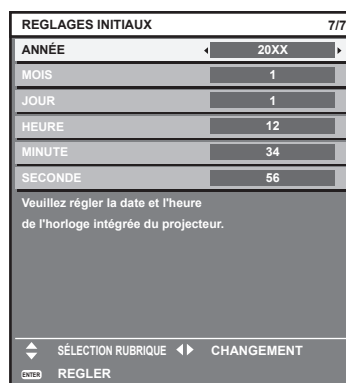 REGLAGES INITIAUX 7/7
ANNÉE 20XX
MOIS 1
JOUR 1
HEURE 12
MINUTE 34
SECONDE 56
Veuillez régler la date et l'heure
de l'horloge intégrée du projecteur.
SÉLECTION RUBRIQUE CHANGEMENT
ENTER REGLER